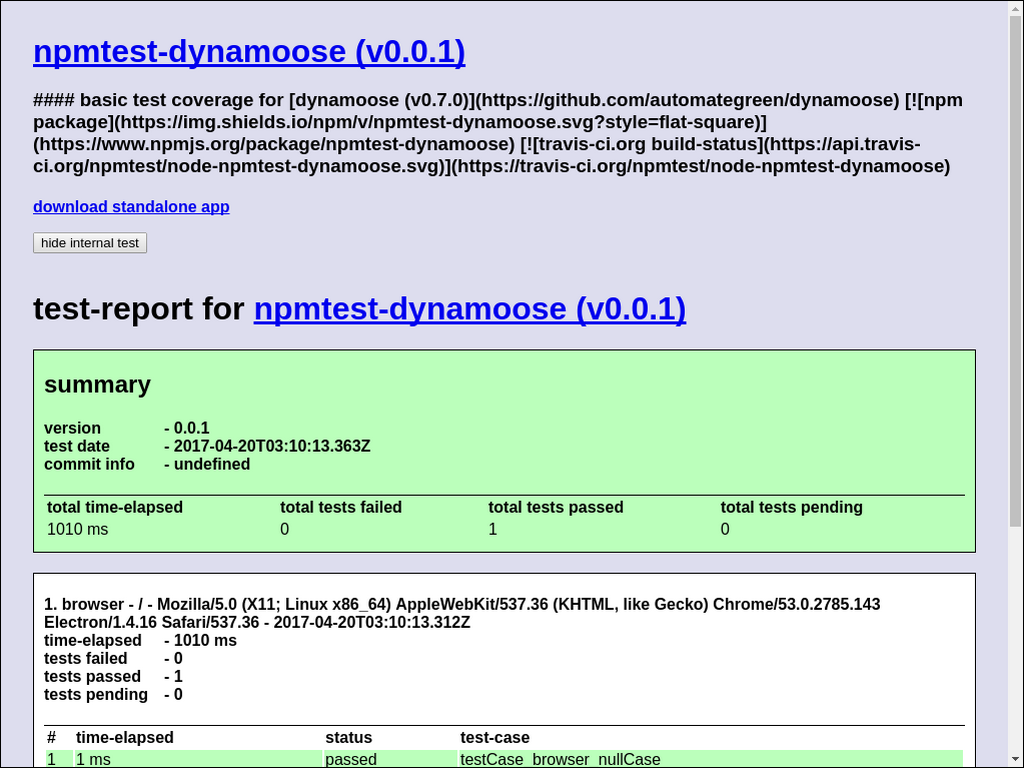 npmtest-dynamoose (v0.0.1)
#### basic test coverage for [dynamoose (v0.7.0)](https://github.com/automategreen/dynamoose) [![npm
package](https://img.shields.io/npm/v/npmtest-dynamoose.svg?style=flat-square)]
(https://www.npmjs.org/package/npmtest-dynamoose) [![travis-ci.org build-status](https://api.travis-
ci.org/npmtest/node-npmtest-dynamoose.svg)](https://travis-ci.org/npmtest/node-npmtest-dynamoose)
download standalone app
hide internal test
test-report for npmtest-dynamoose (v0.0.1)
summary
version - 0.0.1
test date - 2017-04-20T03:10:13.363Z
commit info - undefined
total time-elapsed total tests failed total tests passed total tests pending
1010 ms 0 1 0
1. browser - / - Mozilla/5.0 (X11; Linux x86_64) AppleWebKit/537.36 (KHTML, like Gecko) Chrome/53.0.2785.143
Electron/1.4.16 Safari/537.36 - 2017-04-20T03:10:13.312Z
time-elapsed - 1010 ms
tests failed - 0
tests passed - 1
tests pending - 0
# time-elapsed status test-case
1 1 ms passed testCase_browser_nullCase